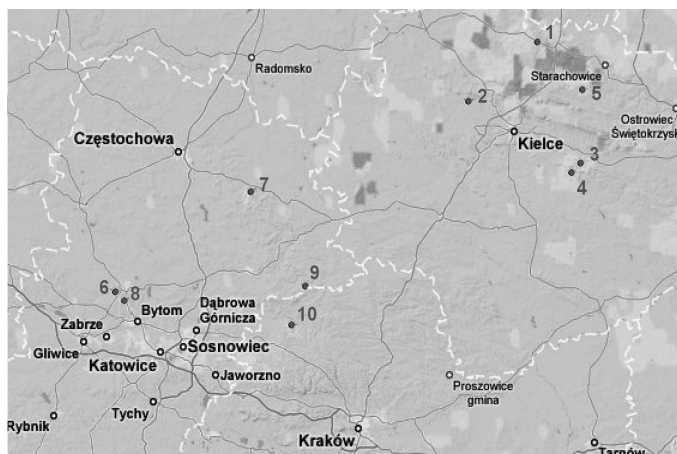 1
Radomsko
Starachowice
2
5
Ostrowiec
Świętokrzysk
Częstochowa
Kielce
3
4
7
9
6
8
Bytom
Dąbrowa
Górnicza
10
Zabrze
Sosnowiec
Gliwice
Katowice
Jaworzno
Proszowice
gmina
Tychy
Rybnik
Kraków
Tarnów